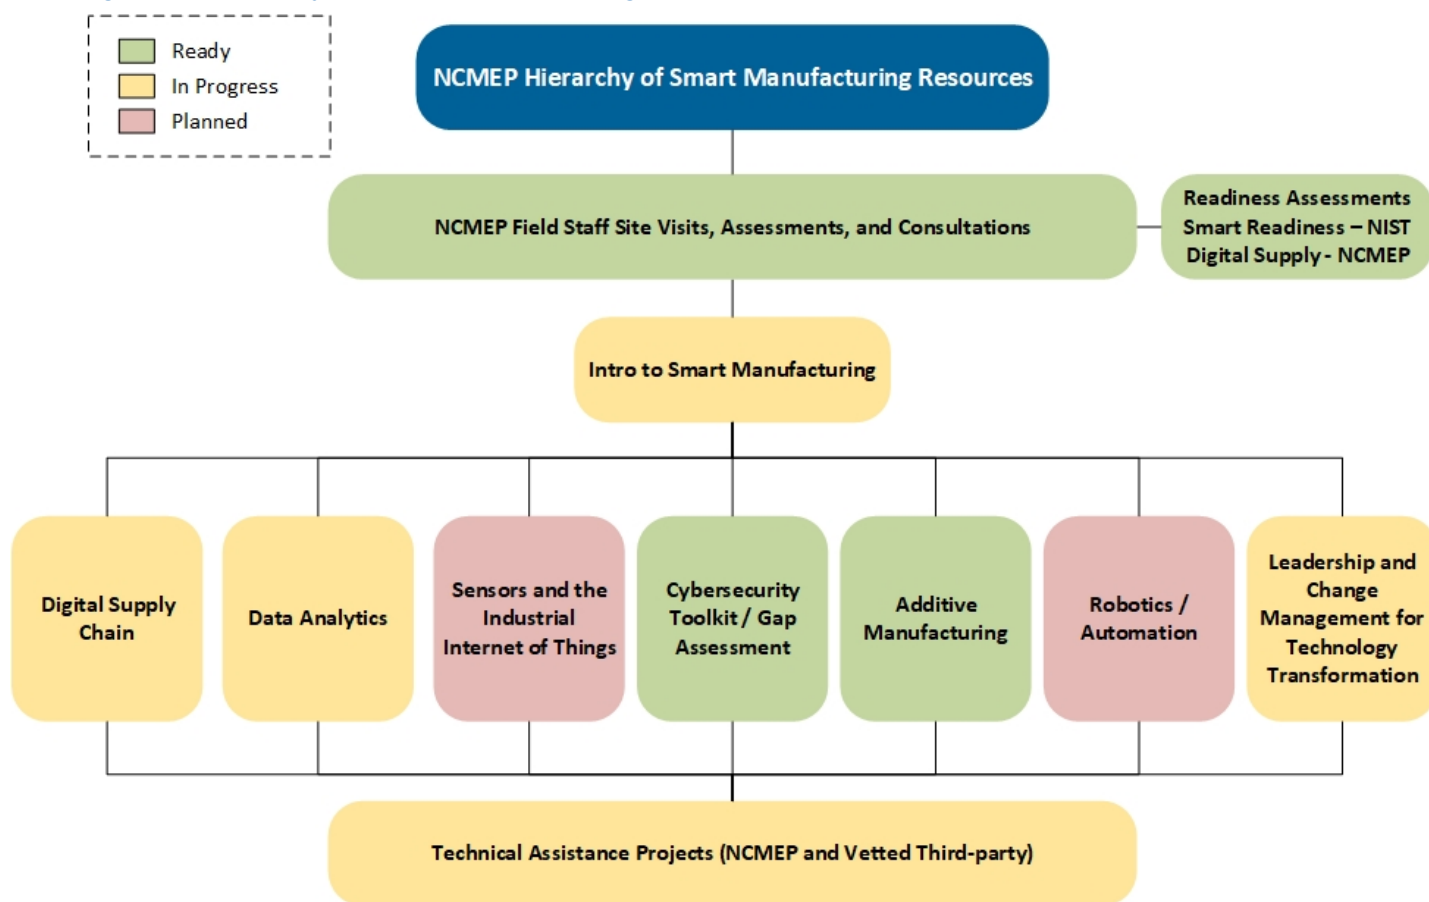 Ready
In Progress
Planned
NCMEP Hierarchy of Smart Manufacturing Resources
NCMEP Field Staff Site Visits, Assessments, and Consultations
Readiness Assessments
Smart Readiness – NIST
Digital Supply - NCMEP
Intro to Smart Manufacturing
Digital Supply
Chain
Data Analytics
Sensors and the
Industrial
Internet of Things
Cybersecurity
Toolkit / Gap
Assessment
Additive
Manufacturing
Robotics /
Automation
Leadership and
Change
Management for
Technology
Transformation
Technical Assistance Projects (NCMEP and Vetted Third-party)